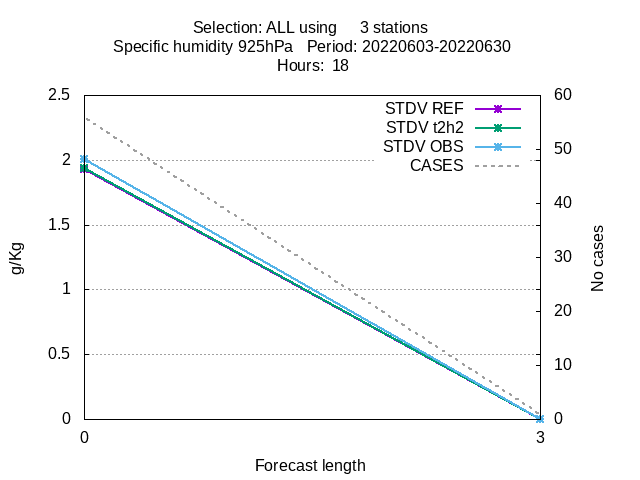 Selection: ALL using     3 stations
Specific humidity 925hPa   Period: 20220603-20220630
Hours:  18
2.5
2
1.5
1
0.5
0
g/Kg
STDV REF
STDV t2h2
STDV OBS
CASES
60
50
40
30
20
10
0
No cases
0
3
Forecast length